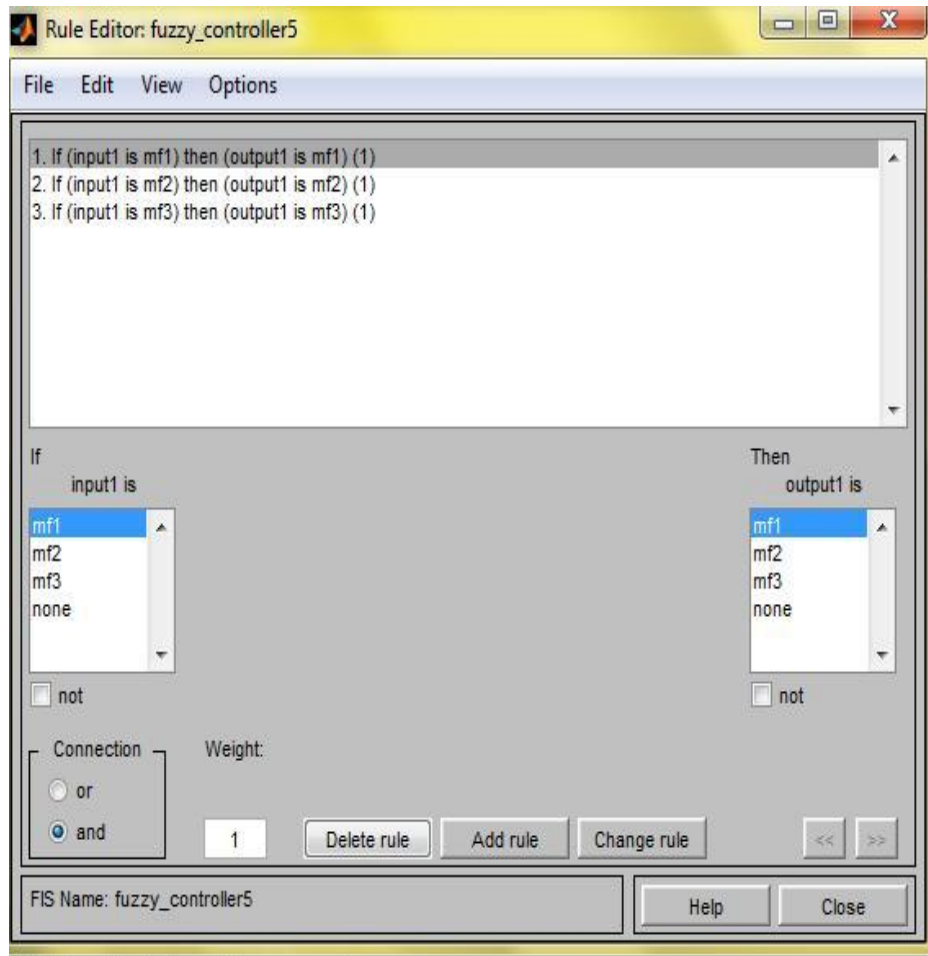 Rule Editor: fuzzy_controller5
File Edit View Options
1. If (input1 is mf1) then (output1 is mf1) (1)
2. If (input1 is mf2) then (output1 is mf2) (1)
3. If (input1 is mf3) then (output1 is mf3) (1)
If Then
input1 is output1 is
mf1 mf1
mf2 mf2
mf3 mf3
none none
not not
Connection Weight:
or
and 1 Delete rule Add rule Change rule << >>
FIS Name: fuzzy_controller5 Help Close